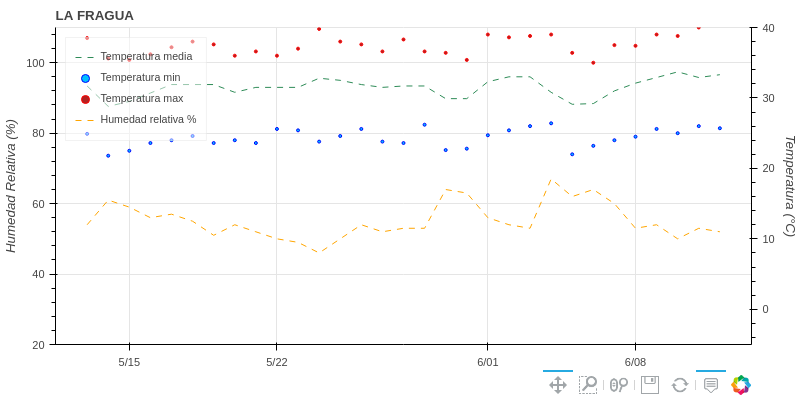 LA FRAGUA
Temperatura media
Temperatura min
Temperatura max
Humedad relativa %
Humedad Relativa (%)
100
80
60
40
20
Temperatura (°C)
40
30
20
10
0
5/15
5/22
6/01
6/08